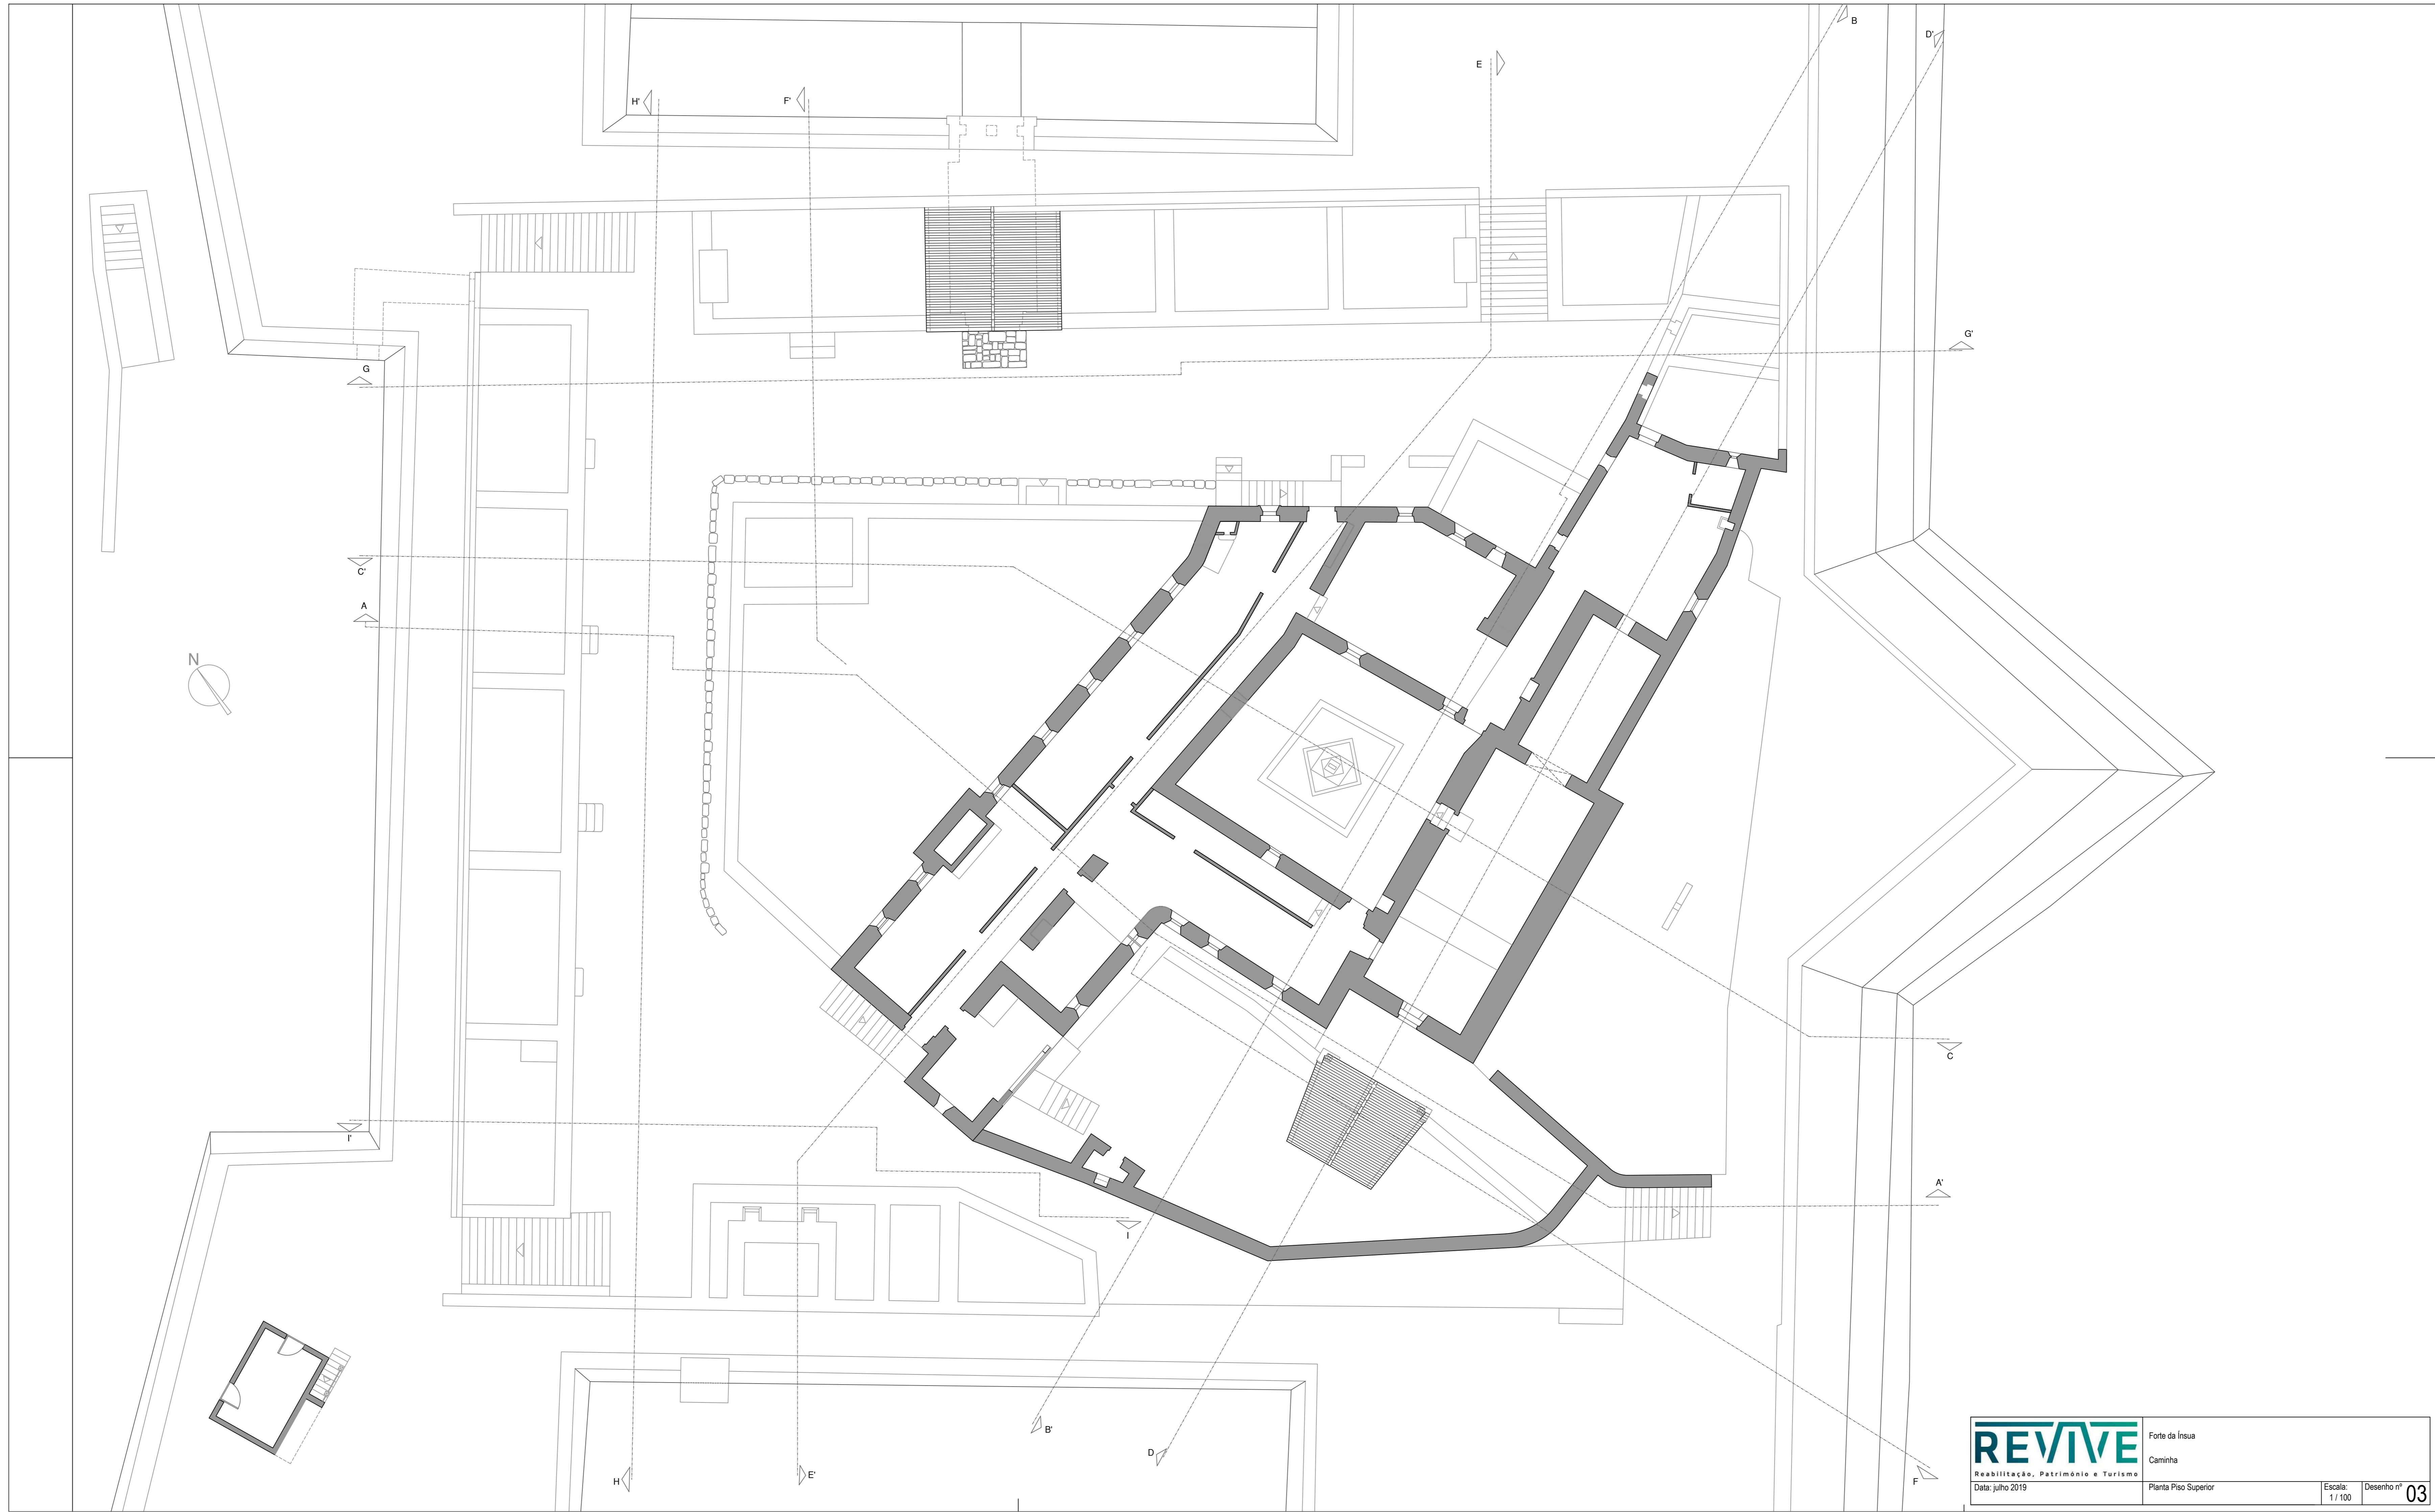 B
D'
E
H'
F'
G'
G
C'
A
N
C
I'
A'
I
B'
D
H
E'
F
REVIVE
Reabilitação, Património e Turismo
Forte da Ínsua
Caminha
Data: julho 2019
Planta Piso Superior
Escala:
1 / 100
Desenho nº 03